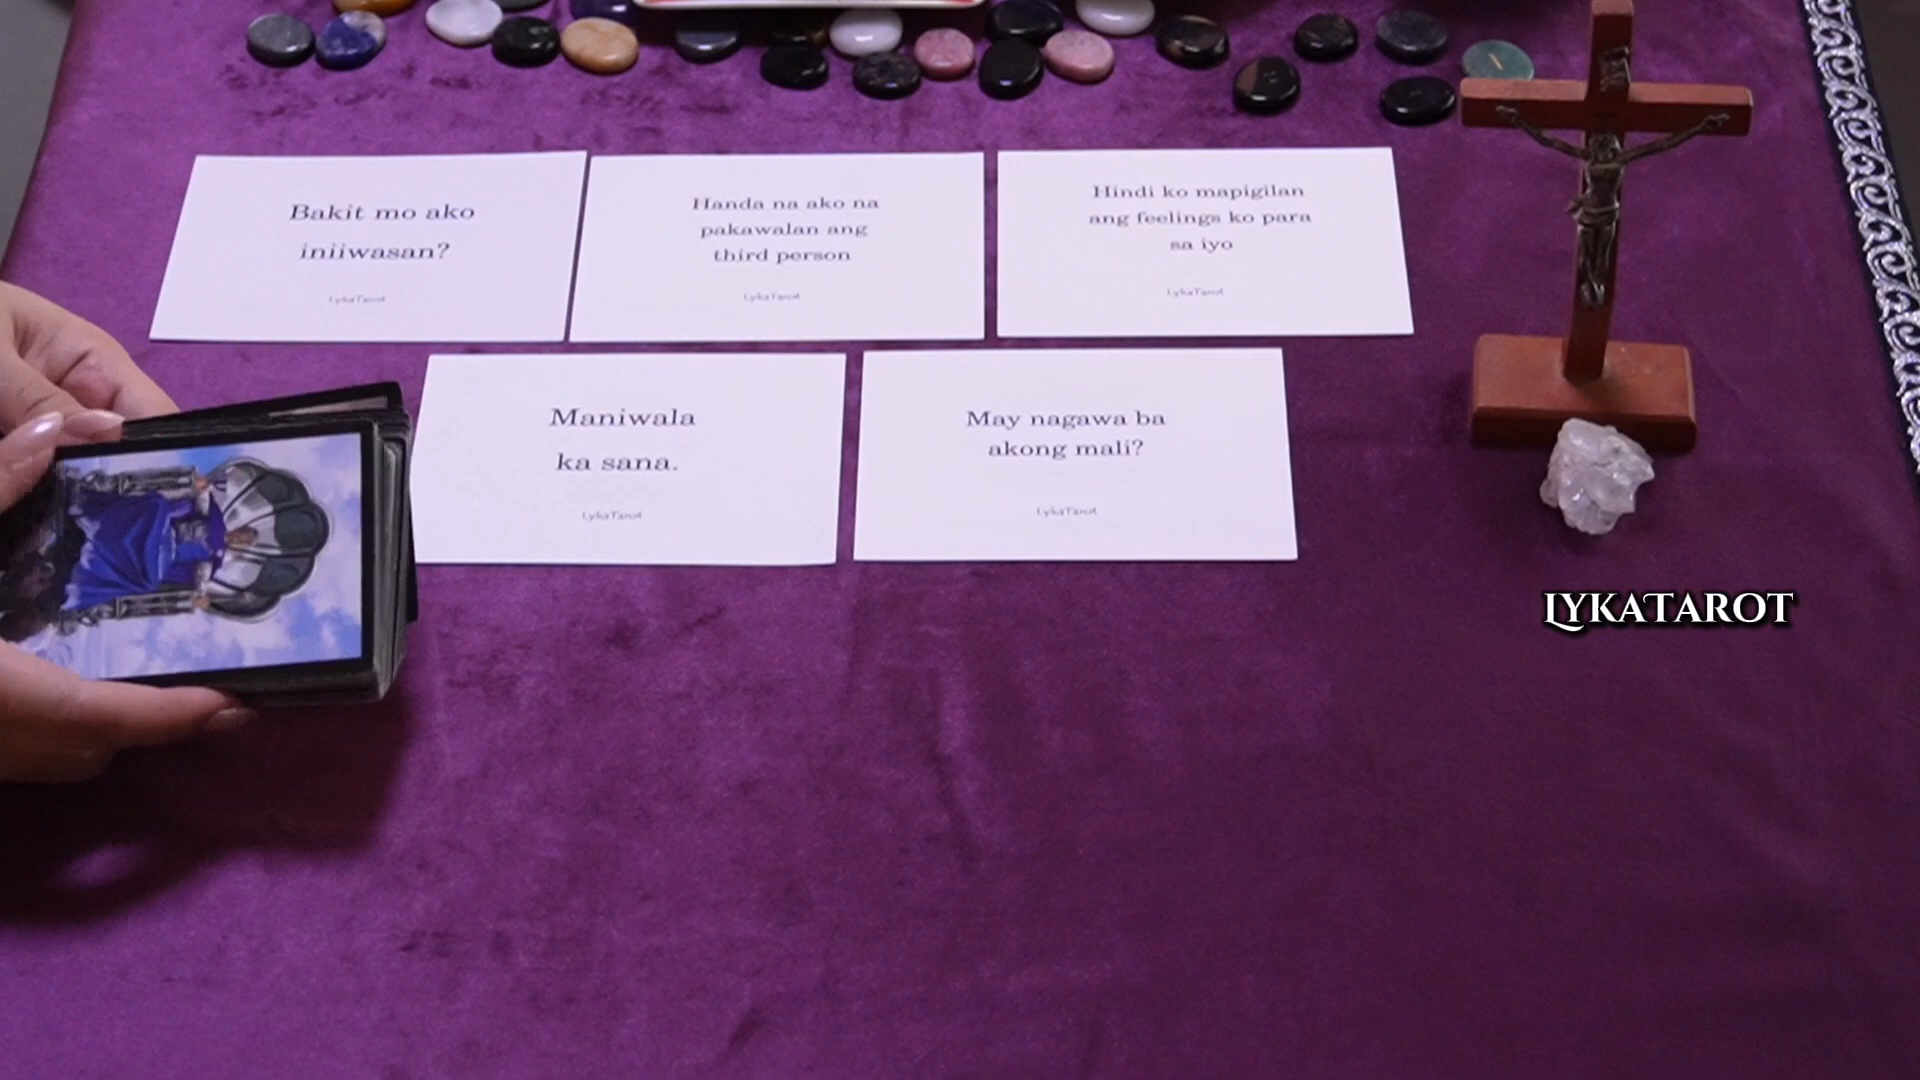 Bakit mo ako
iniiwasan?
LykaTarot
Handa na ako na
pakawalan ang
third person
LykaTarot
Hindi ko mapigilan
ang feelings ko para
sa iyo
LykaTarot
Maniwala
ka sana.
LykaTarot
May nagawa ba
akong mali?
LykaTarot
LYKATAROT